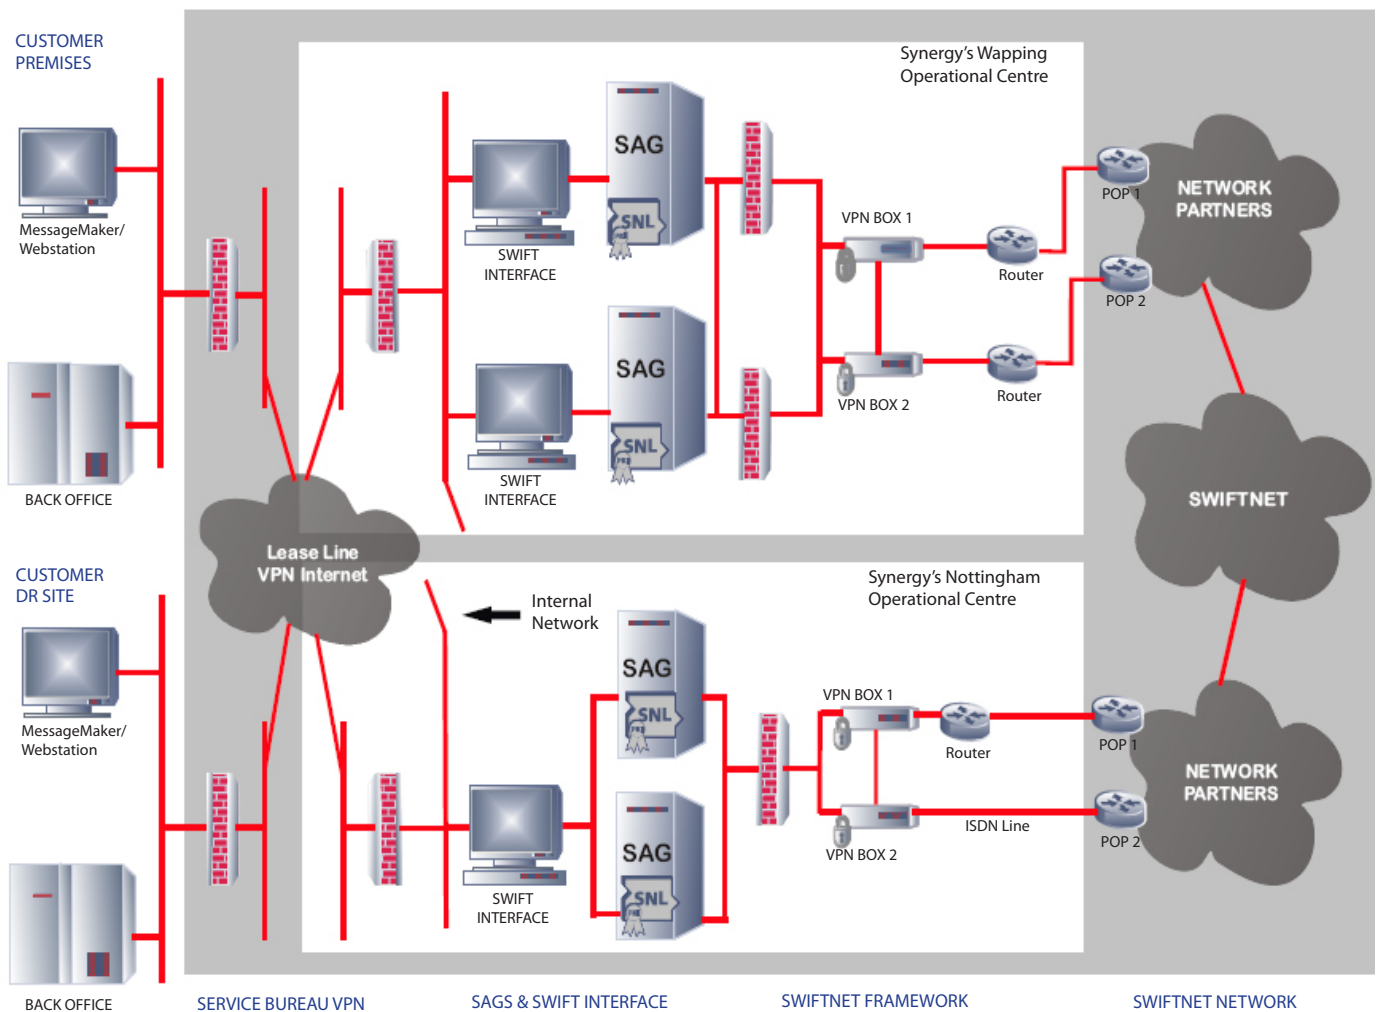 CUSTOMER
PREMISES
MessageMaker/
Webstation
BACK OFFICE
Synergy's Wapping
Operational Centre
SWIFT
INTERFACE
SAG
SNL
SWIFT
INTERFACE
SAG
SNL
VPN BOX 1
VPN BOX 2
Router
Router
POP 1
POP 2
NETWORK
PARTNERS
SWIFTNET
Lease Line
VPN Internet
CUSTOMER
DR SITE
MessageMaker/
Webstation
BACK OFFICE
Internal
Network
Synergy's Nottingham
Operational Centre
SWIFT
INTERFACE
SAG
SNL
SAG
SNL
VPN BOX 1
VPN BOX 2
Router
ISDN Line
POP 1
POP 2
NETWORK
PARTNERS
SERVICE BUREAU VPN
SAGS & SWIFT INTERFACE
SWIFTNET FRAMEWORK
SWIFTNET NETWORK